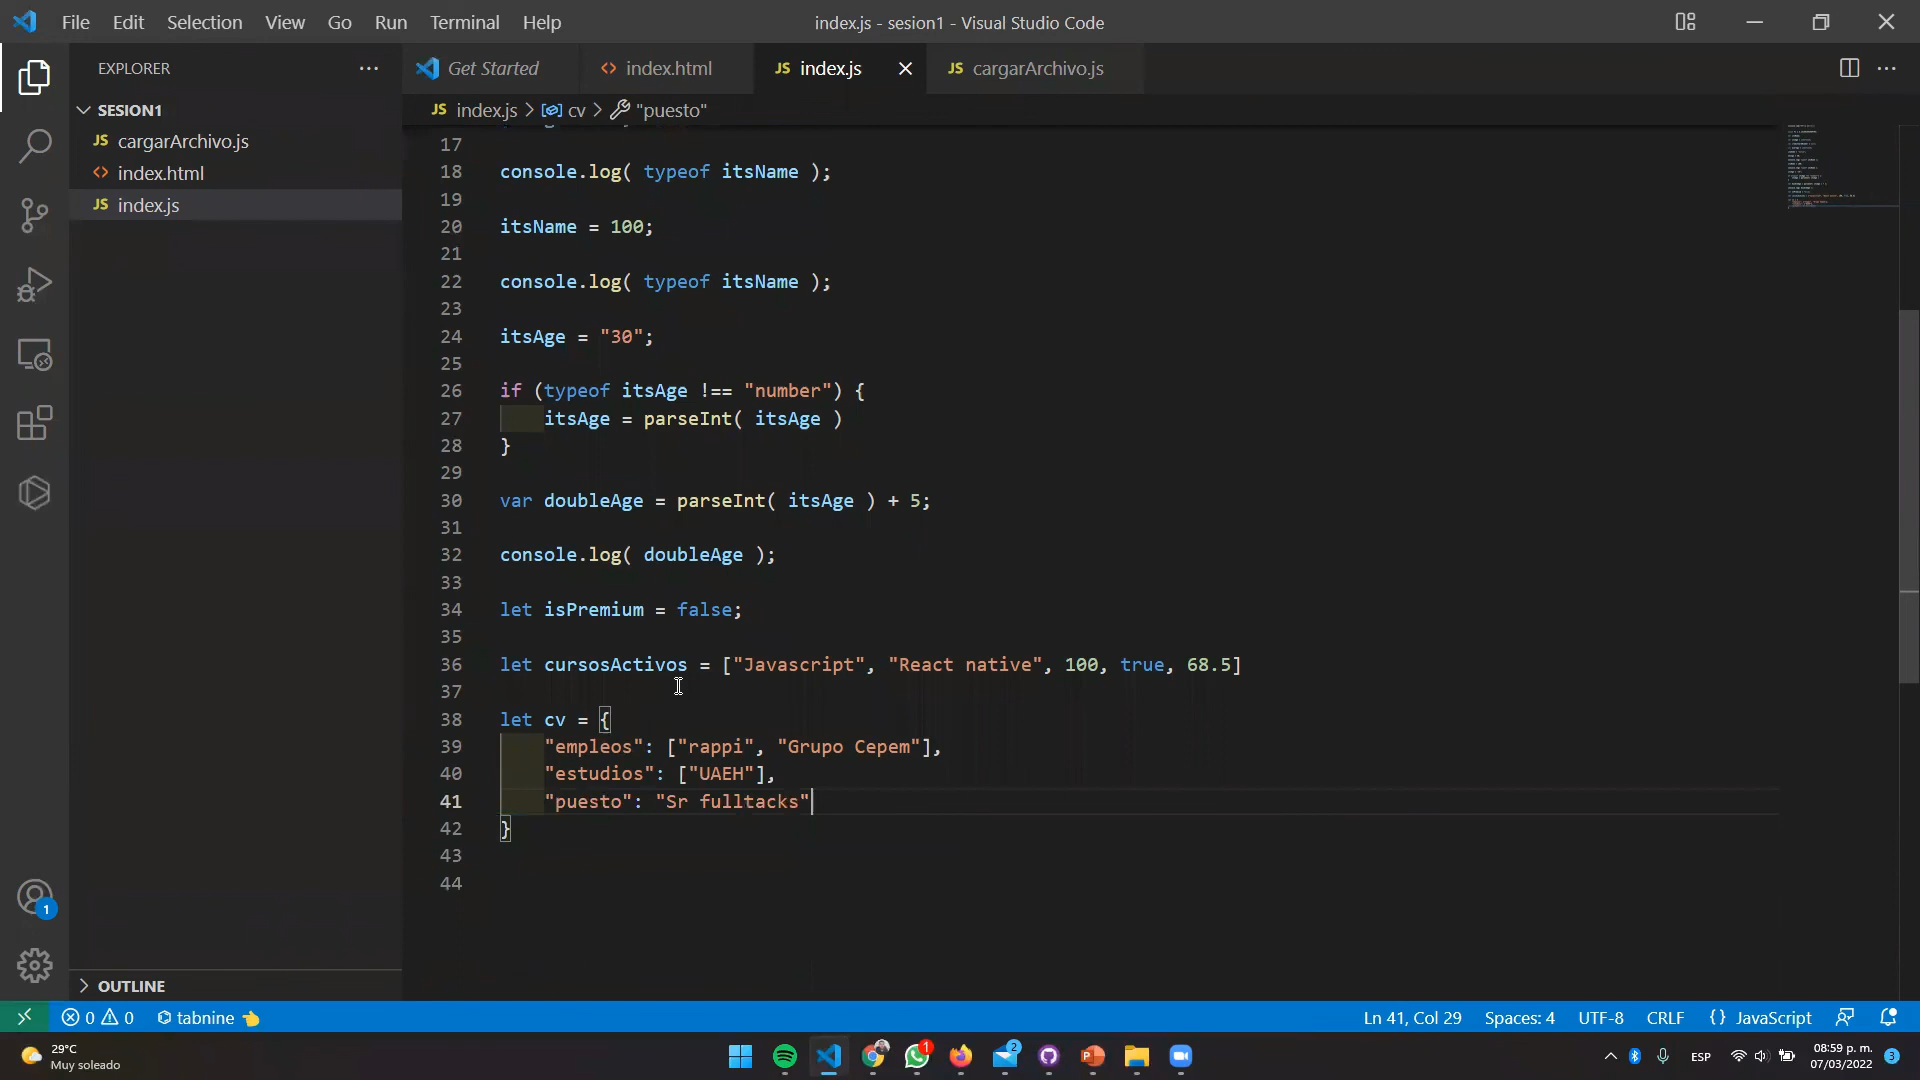 File Edit Selection View Go Run Terminal Help
index.js - sesion1 - Visual Studio Code
EXPLORER
Get Started
index.html
JS index.js
JS cargarArchivo.js
SESION1
JS index.js > cv > "puesto"
JS cargarArchivo.js
index.html
JS index.js
17
18 console.log( typeof itsName );
19
20 itsName = 100;
21
22 console.log( typeof itsName );
23
24 itsAge = "30";
25
26 if (typeof itsAge !== "number") {
27 itsAge = parseInt( itsAge )
28 }
29
30 var doubleAge = parseInt( itsAge ) + 5;
31
32 console.log( doubleAge );
33
34 let isPremium = false;
35
36 let cursosActivos = ["Javascript", "React native", 100, true, 68.5]
37
38 let cv = {
39 "empleos": ["rappi", "Grupo Cepem"],
40 "estudios": ["UAEH"],
41 "puesto": "Sr fulltacks"
42 }
43
44
1
OUTLINE
0 0 tabnine
Ln 41, Col 29 Spaces: 4 UTF-8 CRLF {} JavaScript
29°C
Muy soleado
1
2
ESP
08:59 p. m.
07/03/2022
3